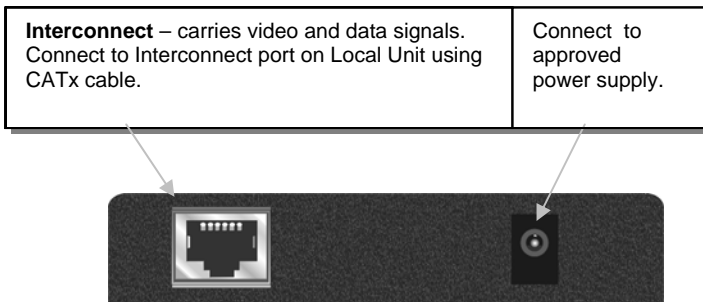 Interconnect – carries video and data signals.
Connect to Interconnect port on Local Unit using
CATx cable.
Connect to
approved
power supply.